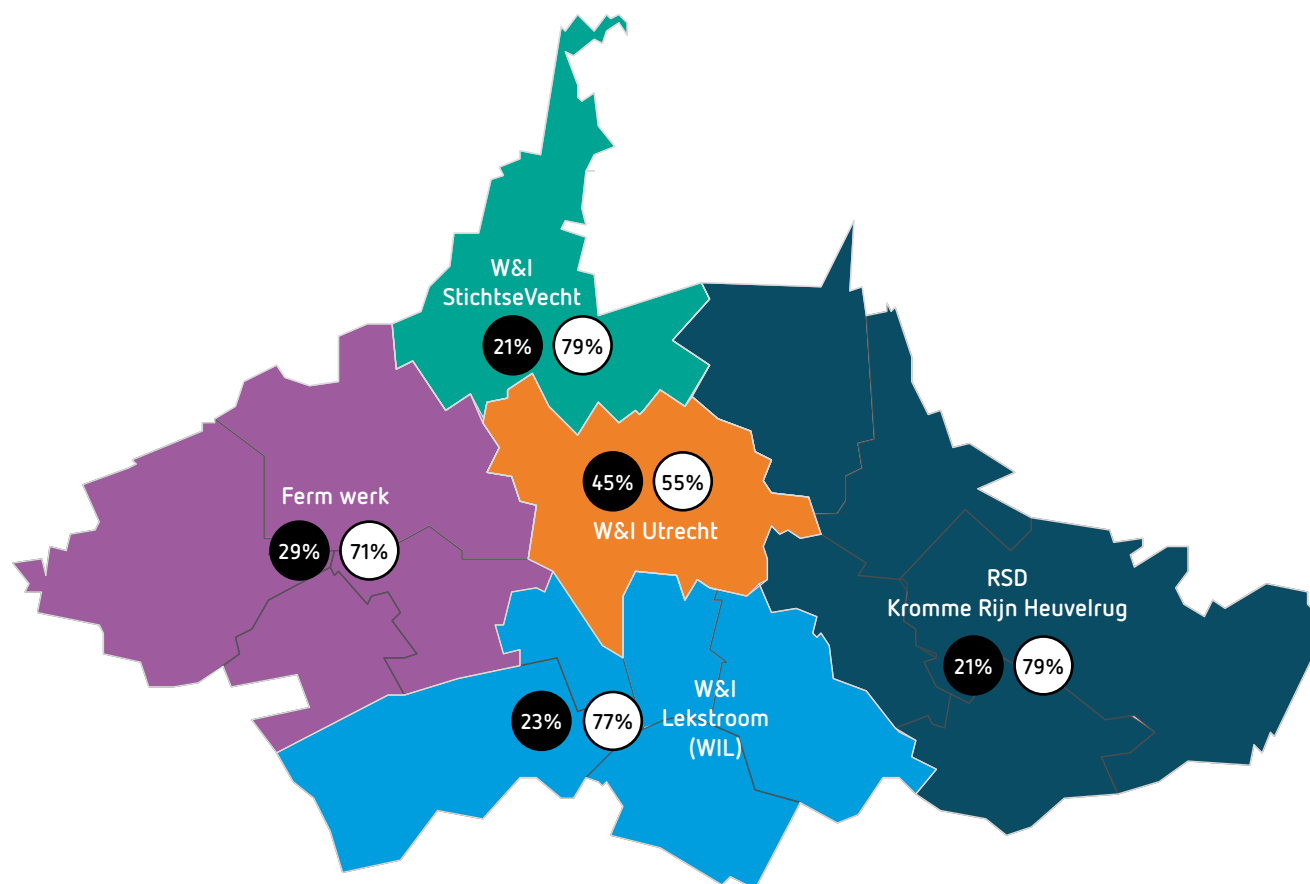 W&I
StichtseVecht
21% 79%
45% 55%
W&I Utrecht
Ferm werk
29% 71%
RSD
Kromme Rijn Heuvelrug
21% 79%
W&I
Lekstroom
(WIL)
23% 77%